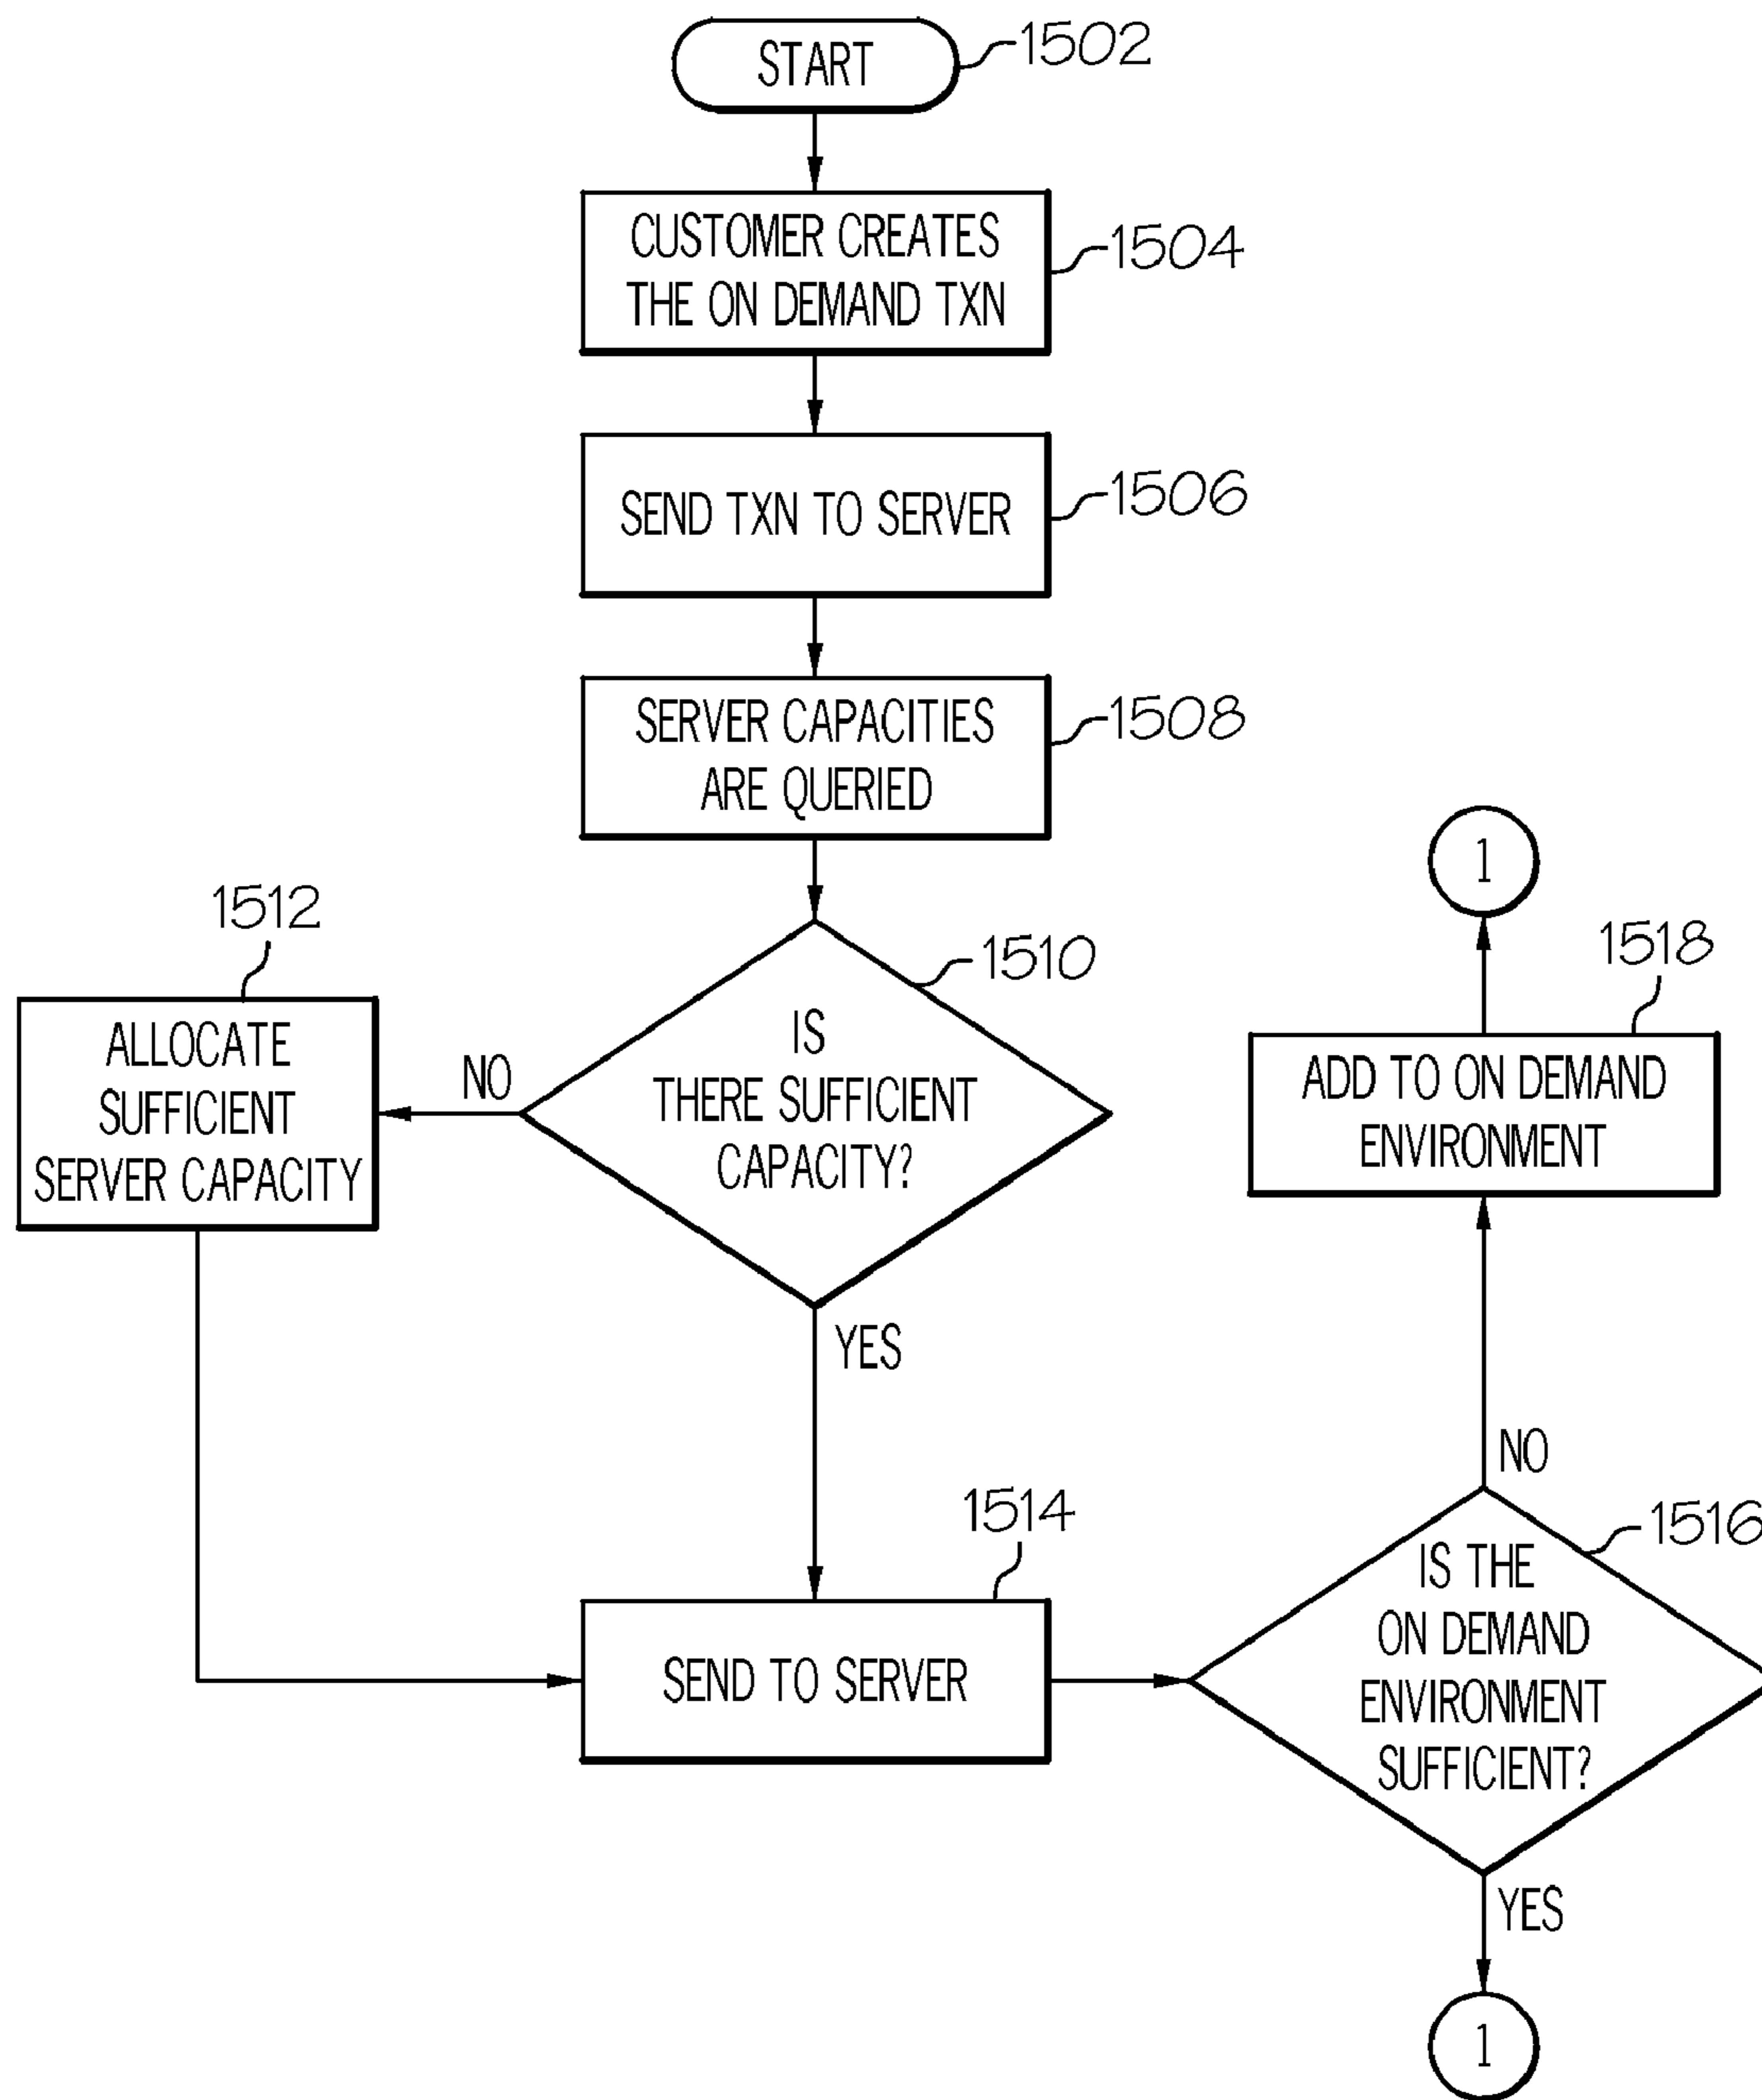 START
1502
CUSTOMER CREATES
THE ON DEMAND TXN
1504
SEND TXN TO SERVER
1506
SERVER CAPACITIES
ARE QUERIED
1508
IS
THERE SUFFICIENT
CAPACITY?
1510
NO
YES
1512
ALLOCATE
SUFFICIENT
SERVER CAPACITY
1514
SEND TO SERVER
1516
IS THE
ON DEMAND
ENVIRONMENT
SUFFICIENT?
NO
YES
1518
ADD TO ON DEMAND
ENVIRONMENT
1
1